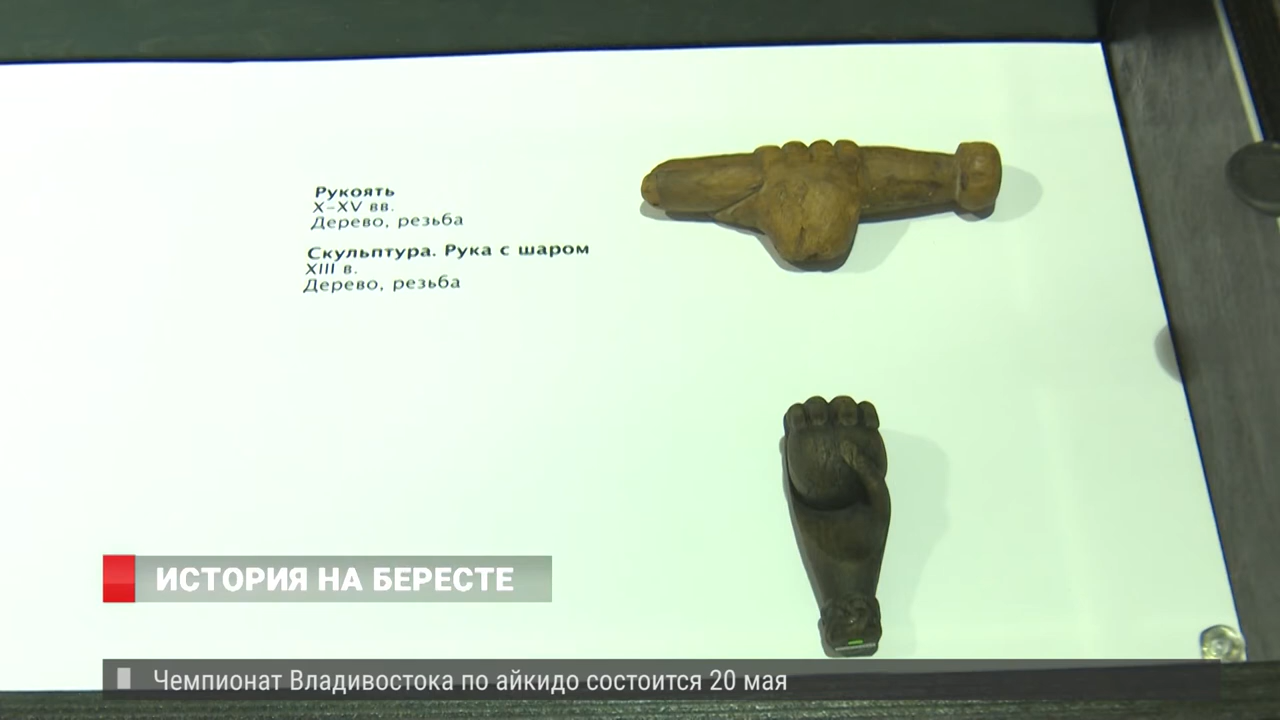 Рукоять
X–XV вв.
Дерево, резьба
Скульптура. Рука с шаром
XIII в.
Дерево, резьба
ИСТОРИЯ НА БЕРЕСТЕ
Чемпионат Владивостока по айкидо состоится 20 мая